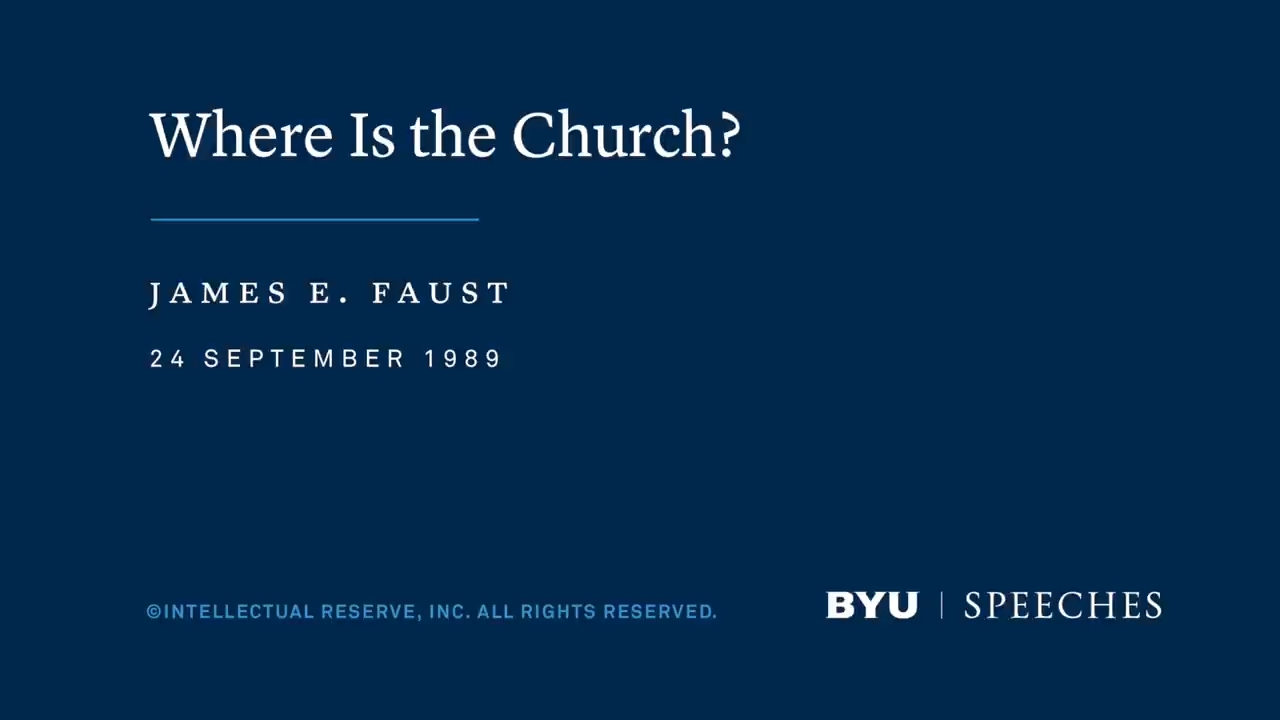 Where Is the Church?
JAMES E. FAUST
24 SEPTEMBER 1989
©INTELLECTUAL RESERVE, INC. ALL RIGHTS RESERVED.
BYU | SPEECHES